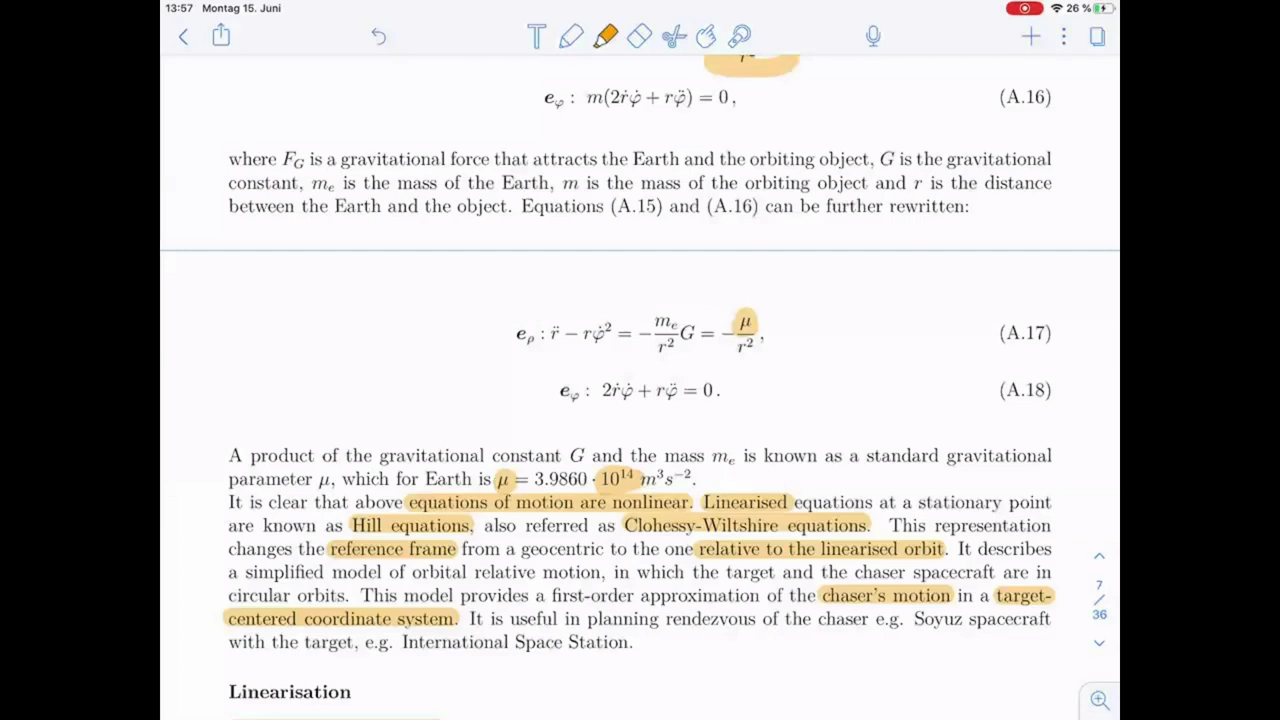 13:57 Montag 15. Juni 26 %
e_φ : m(2ṙφ̇ + rφ̈) = 0 , (A.16)
where F_G is a gravitational force that attracts the Earth and the orbiting object, G is the gravitational
constant, m_e is the mass of the Earth, m is the mass of the orbiting object and r is the distance
between the Earth and the object. Equations (A.15) and (A.16) can be further rewritten:
e_ρ : r̈ − rφ̇² = −(m_e/r²)G = −μ/r² , (A.17)
e_φ : 2ṙφ̇ + rφ̈ = 0 . (A.18)
A product of the gravitational constant G and the mass m_e is known as a standard gravitational
parameter μ, which for Earth is μ = 3.9860 · 10¹⁴ m³s⁻².
It is clear that above equations of motion are nonlinear. Linearised equations at a stationary point
are known as Hill equations, also referred as Clohessy-Wiltshire equations. This representation
changes the reference frame from a geocentric to the one relative to the linearised orbit. It describes
a simplified model of orbital relative motion, in which the target and the chaser spacecraft are in
circular orbits. This model provides a first-order approximation of the chaser's motion in a target-
centered coordinate system. It is useful in planning rendezvous of the chaser e.g. Soyuz spacecraft
with the target, e.g. International Space Station.
7
/
36
Linearisation